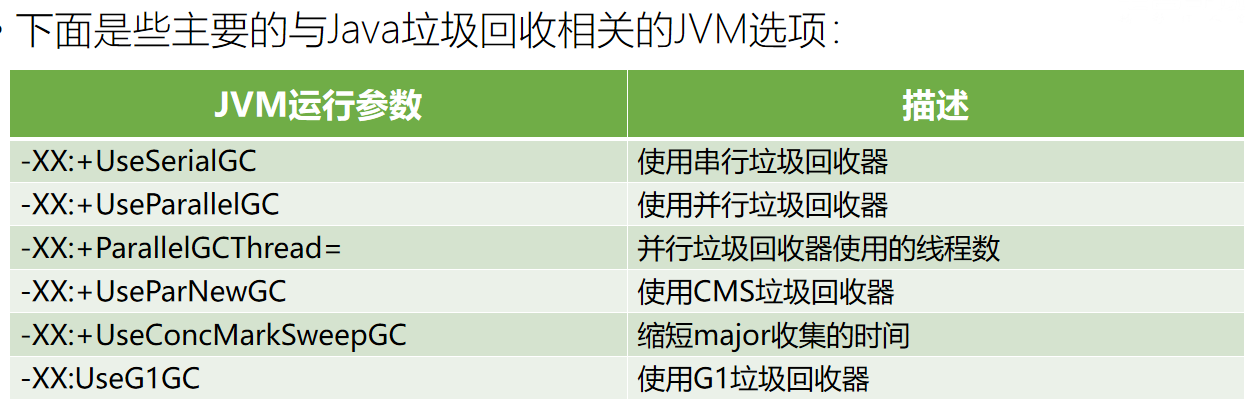 • 下面是些主要的与Java垃圾回收相关的JVM选项：
JVM运行参数 描述
-XX:+UseSerialGC 使用串行垃圾回收器
-XX:+UseParallelGC 使用并行垃圾回收器
-XX:+ParallelGCThread= 并行垃圾回收器使用的线程数
-XX:+UseParNewGC 使用CMS垃圾回收器
-XX:+UseConcMarkSweepGC 缩短major收集的时间
-XX:UseG1GC 使用G1垃圾回收器